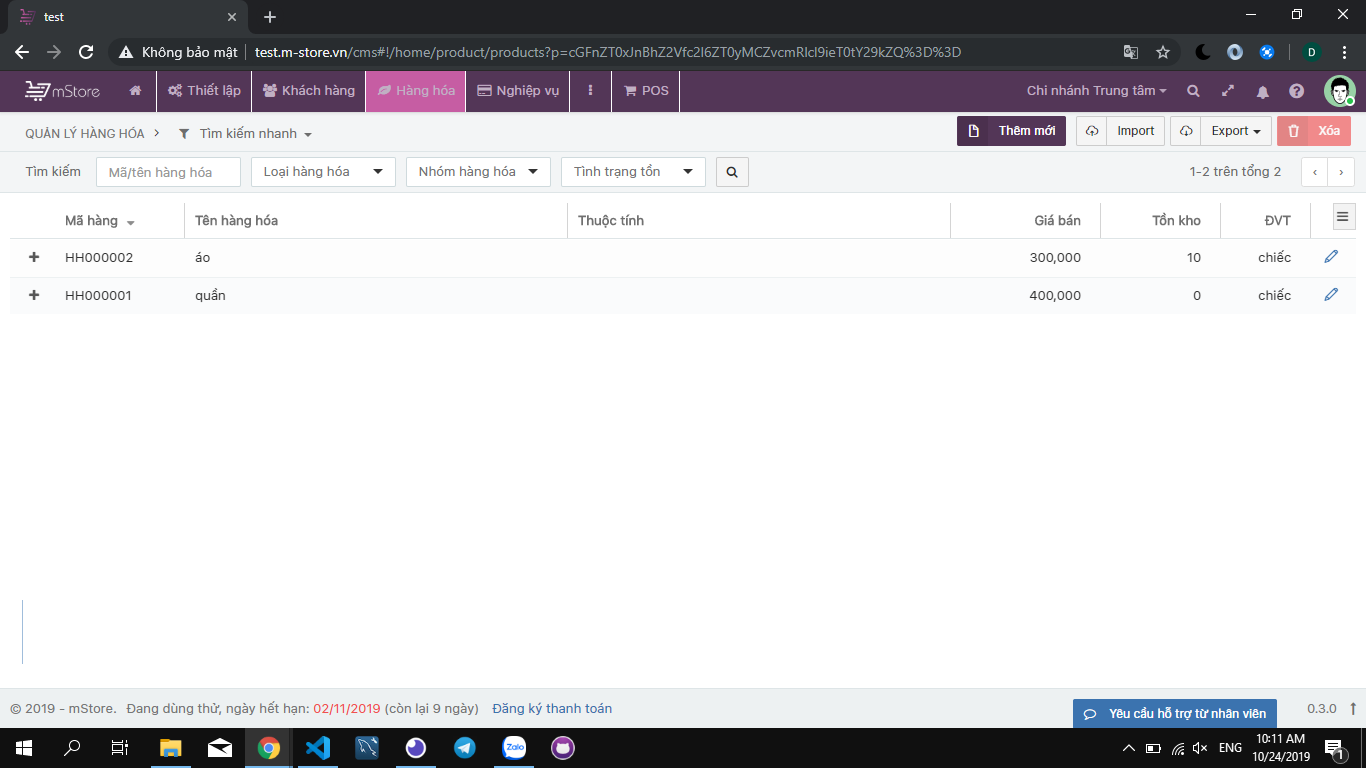 test
Không bảo mật
test.m-store.vn/cms#!/home/product/products?p=cGFnZT0xJnBhZ2Vfc2l6ZT0yMCZvcmRlcl9ieT0tY29kZQ%3D%3D
D
mStore Thiết lập Khách hàng Hàng hóa Nghiệp vụ POS Chi nhánh Trung tâm
QUẢN LÝ HÀNG HÓA Tìm kiếm nhanh Thêm mới Import Export Xóa
Tìm kiếm Mã/tên hàng hóa Loại hàng hóa Nhóm hàng hóa Tình trạng tồn 1-2 trên tổng 2 ‹ ›
Mã hàng Tên hàng hóa Thuộc tính Giá bán Tồn kho ĐVT
HH000002 áo 300,000 10 chiếc
HH000001 quần 400,000 0 chiếc
© 2019 - mStore. Đang dùng thử, ngày hết hạn: 02/11/2019 (còn lại 9 ngày) Đăng ký thanh toán Yêu cầu hỗ trợ từ nhân viên 0.3.0
Zalo ENG 10:11 AM
10/24/2019 1